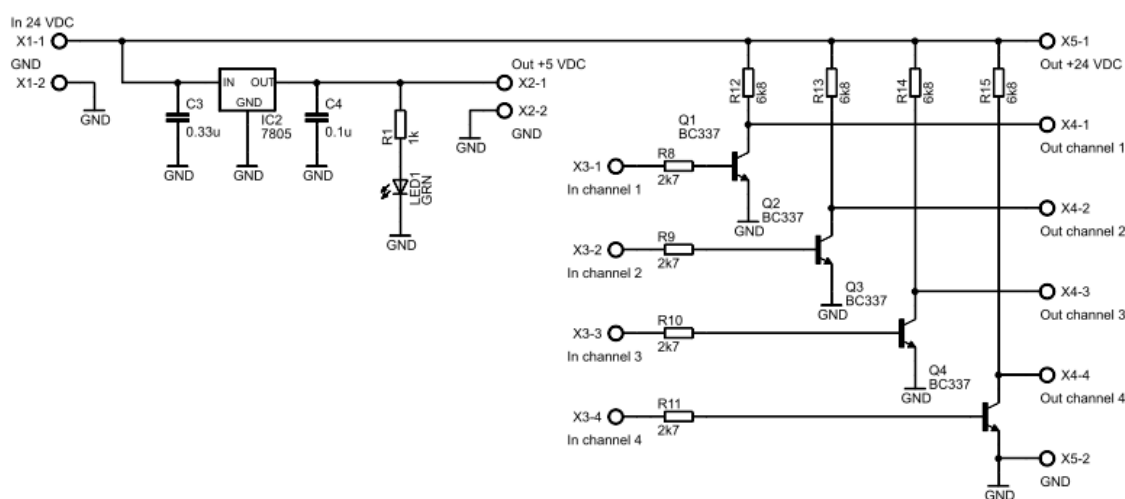 In 24 VDC
X1-1
GND
X1-2
GND
C3
0.33u
GND
IN
OUT
GND
IC2
7805
GND
C4
0.1u
GND
R1
1k
LED1
GRN
GND
Out +5 VDC
X2-1
X2-2
GND
GND
X5-1
Out +24 VDC
R12
6k8
R13
6k8
R14
6k8
R15
6k8
Q1
BC337
X4-1
Out channel 1
X3-1
In channel 1
R8
2k7
GND
Q2
BC337
X4-2
Out channel 2
X3-2
In channel 2
R9
2k7
GND
Q3
BC337
X4-3
Out channel 3
X3-3
In channel 3
R10
2k7
GND
Q4
BC337
X4-4
Out channel 4
X3-4
In channel 4
R11
2k7
X5-2
GND
GND